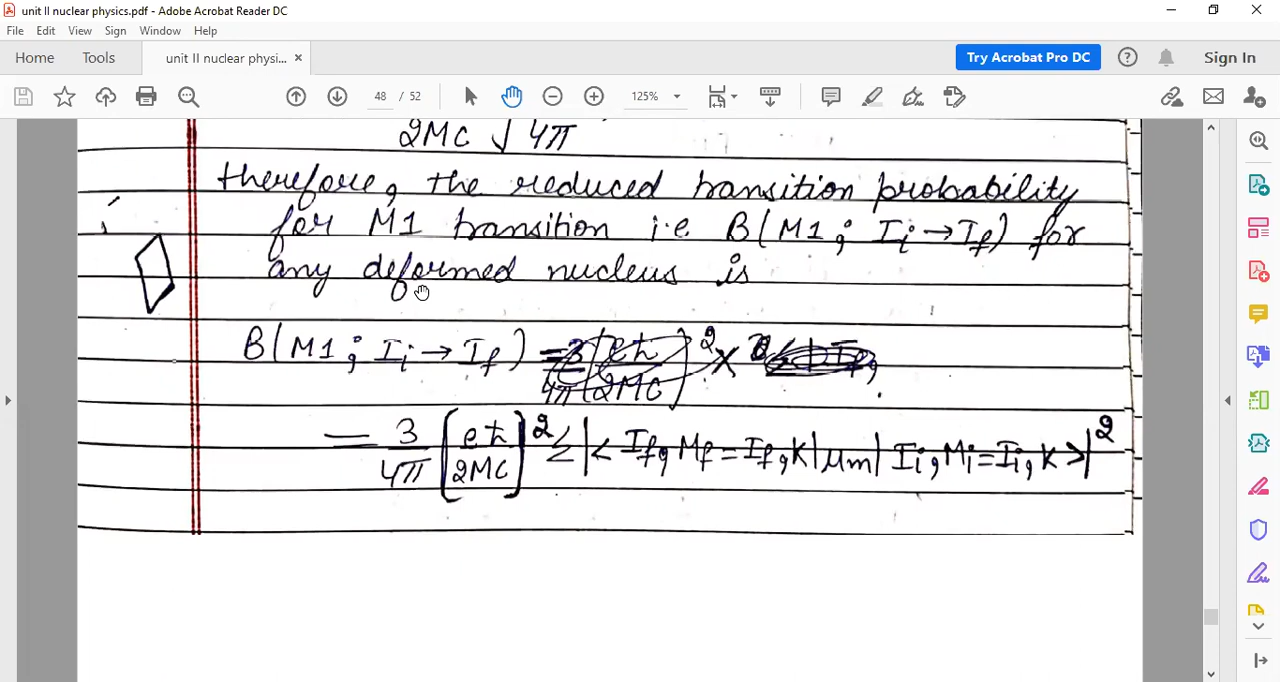 unit II nuclear physics.pdf - Adobe Acrobat Reader DC
File Edit View Sign Window Help
Home Tools unit II nuclear physi... × Try Acrobat Pro DC Sign In
48 / 52 125%
2MC √4π
therefore, the reduced transition probability
for M1 transition i.e B(M1; Ii → If) for
any deformed nucleus is
B(M1; Ii → If)
= 3/4π [eħ/2MC]² Σ |< If, Mf = If, K | μm | Ii, Mi = Ii, K >|²